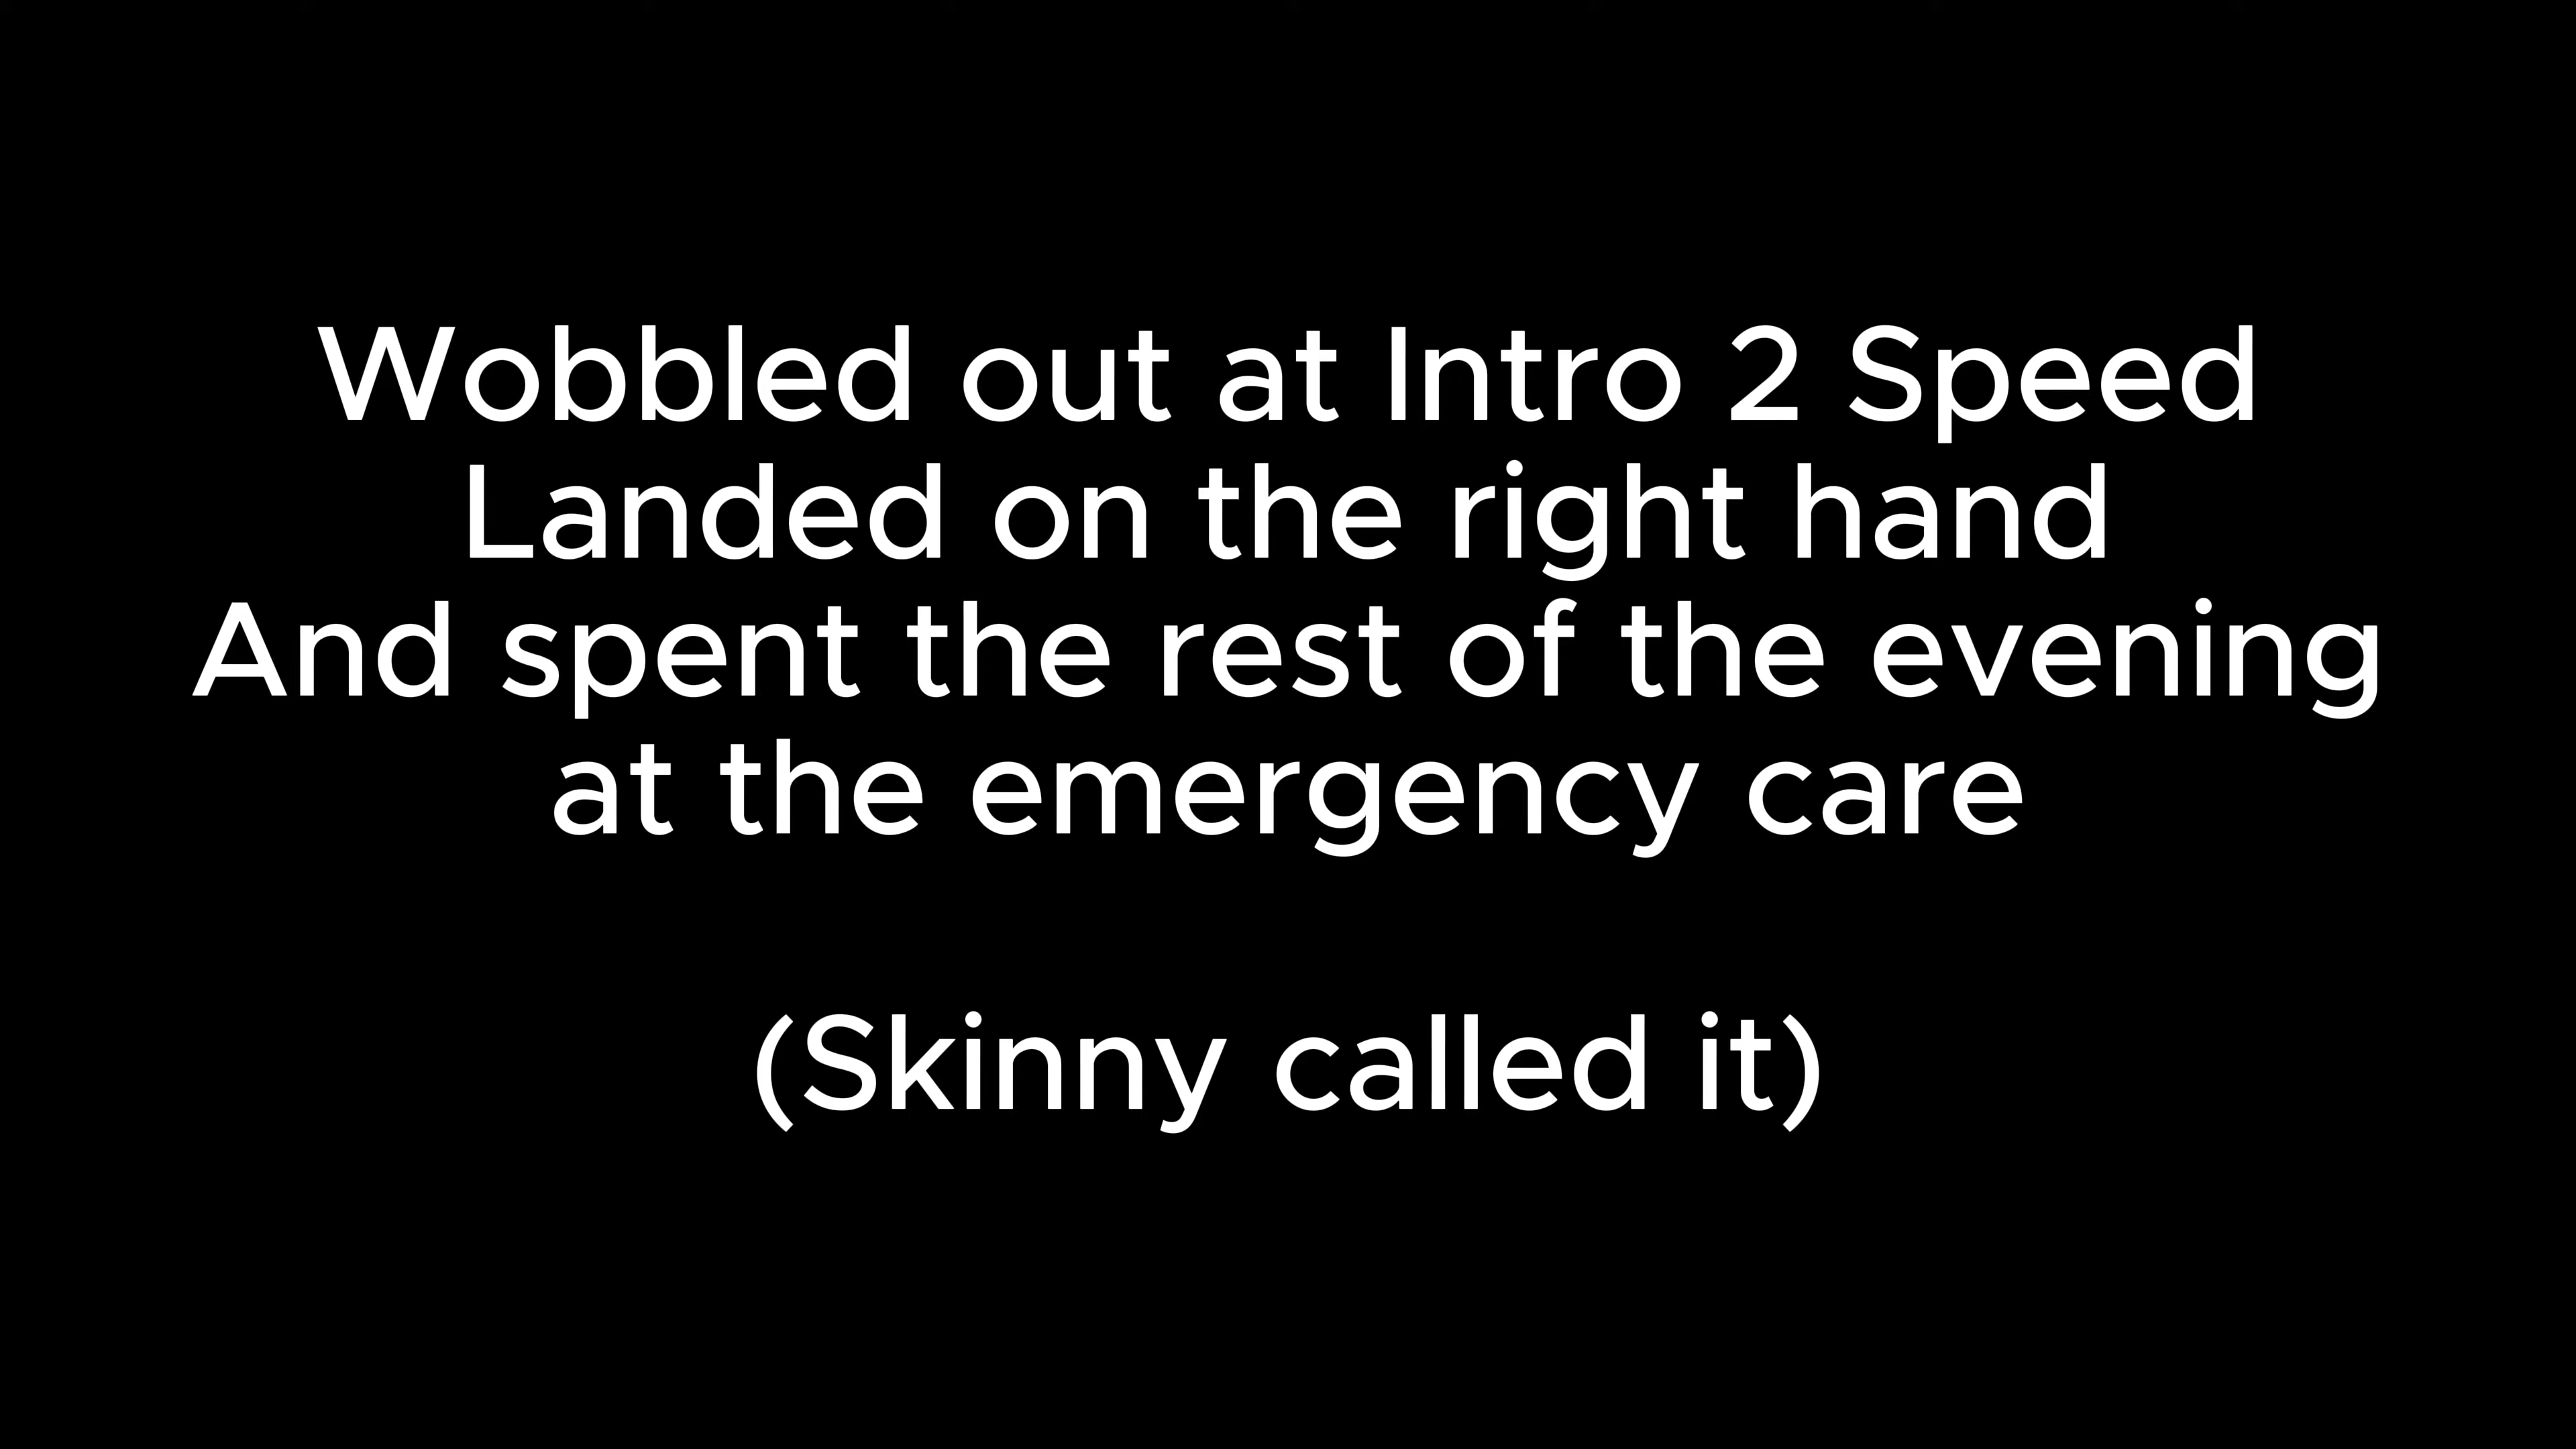 Wobbled out at Intro 2 Speed
Landed on the right hand
And spent the rest of the evening
at the emergency care
(Skinny called it)